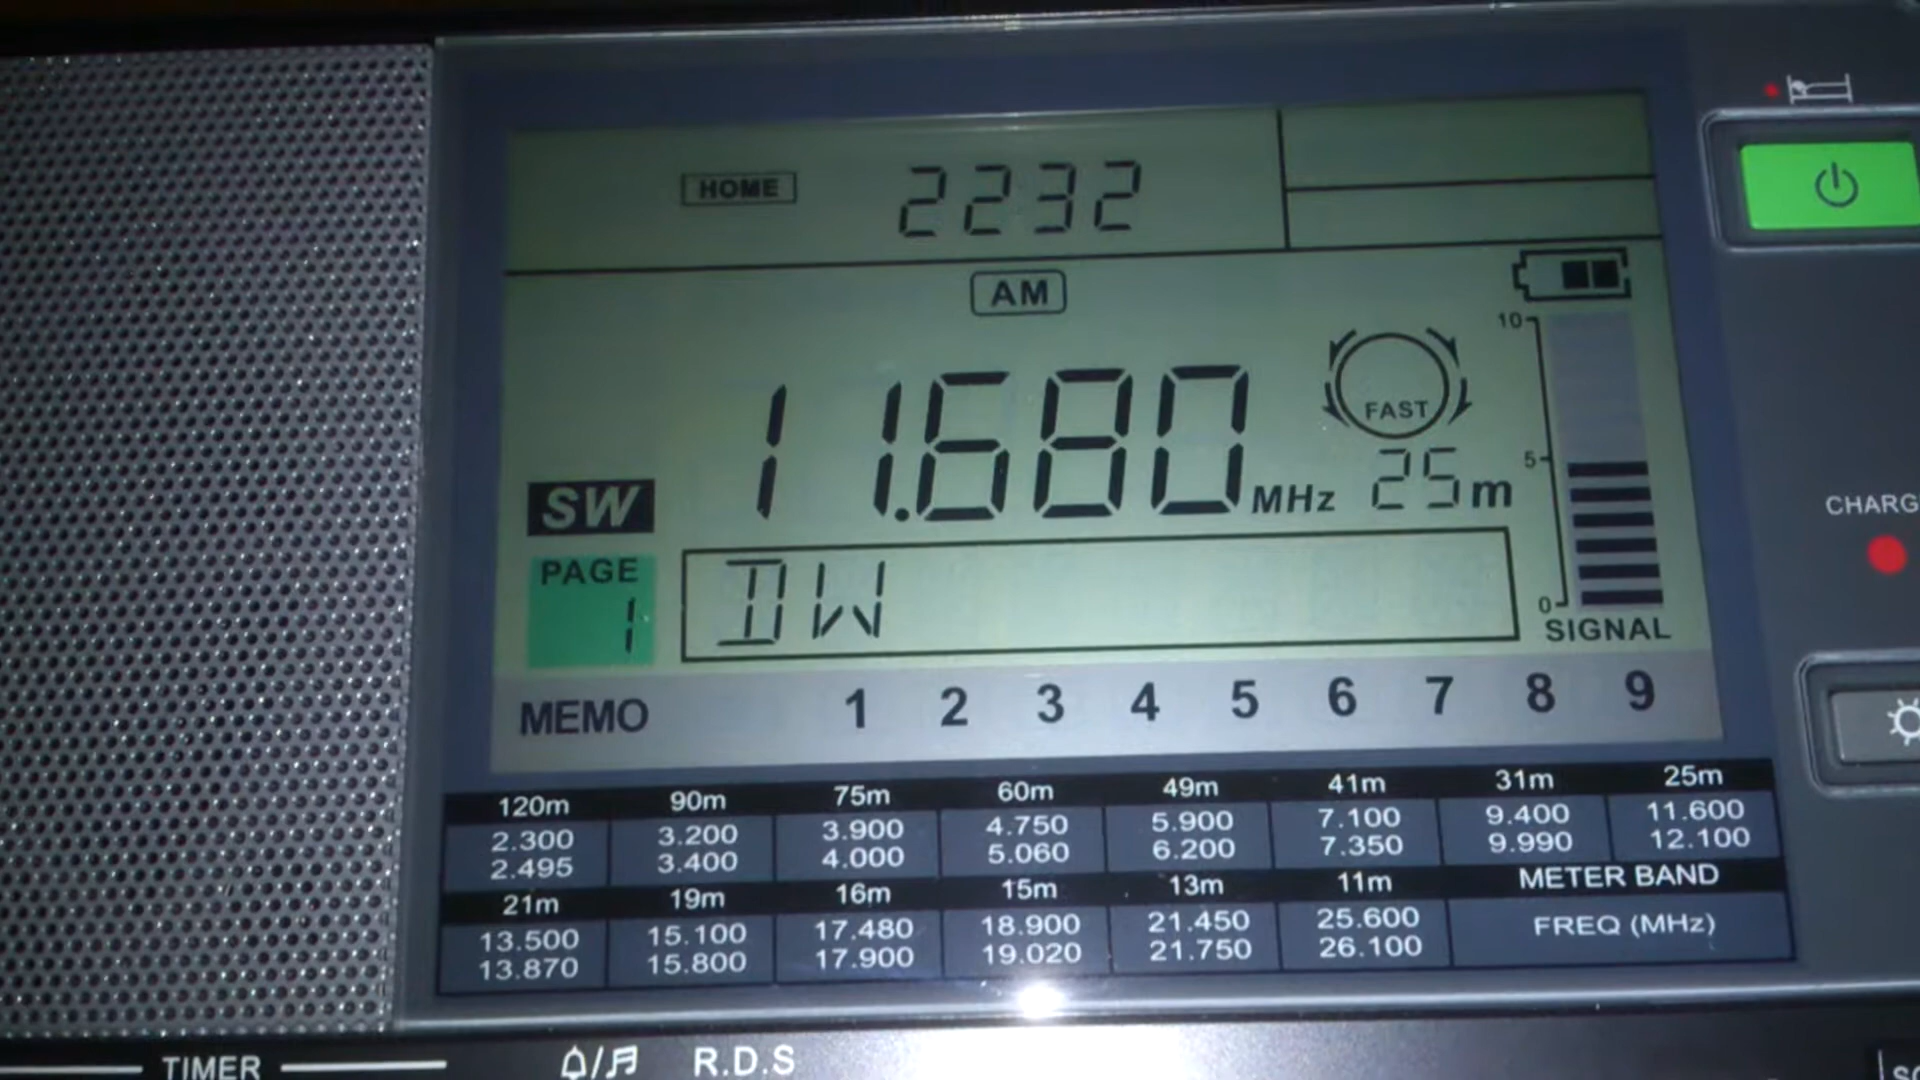 HOME 2232
AM
10
11.680 MHz
FAST
25m
5
SW
PAGE
1
DW
0
SIGNAL
CHARG
MEMO 1 2 3 4 5 6 7 8 9
120m 90m 75m 60m 49m 41m 31m 25m
2.300 3.200 3.900 4.750 5.900 7.100 9.400 11.600
2.495 3.400 4.000 5.060 6.200 7.350 9.990 12.100
21m 19m 16m 15m 13m 11m METER BAND
13.500 15.100 17.480 18.900 21.450 25.600 FREQ (MHz)
13.870 15.800 17.900 19.020 21.750 26.100
TIMER R.D.S